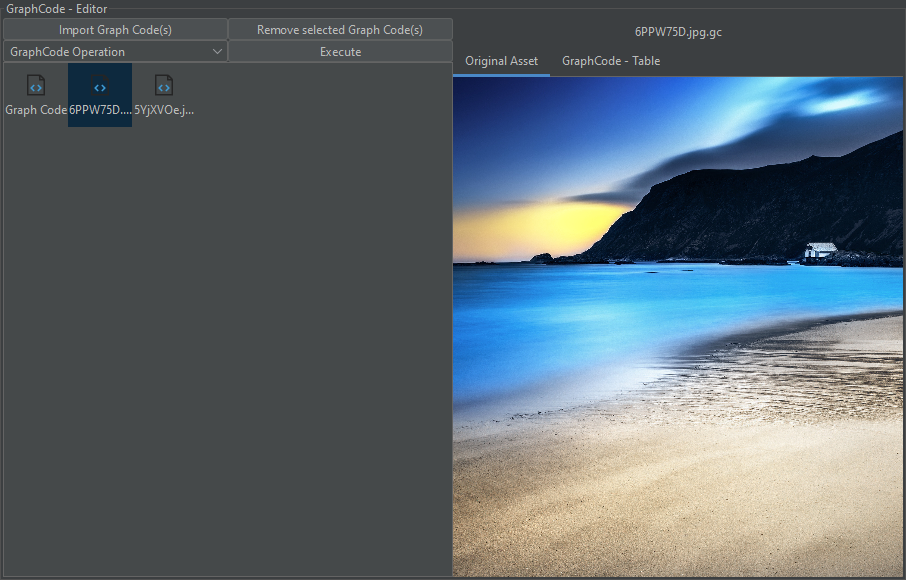 GraphCode - Editor
Import Graph Code(s)
Remove selected Graph Code(s)
GraphCode Operation
Execute
Graph Code
6PPW75D....
5YjXVOe.j...
6PPW75D.jpg.gc
Original Asset
GraphCode - Table